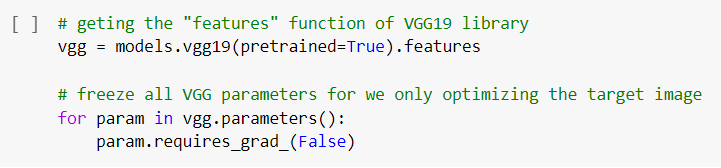 [ ] # geting the "features" function of VGG19 library
vgg = models.vgg19(pretrained=True).features
# freeze all VGG parameters for we only optimizing the target image
for param in vgg.parameters():
param.requires_grad_(False)